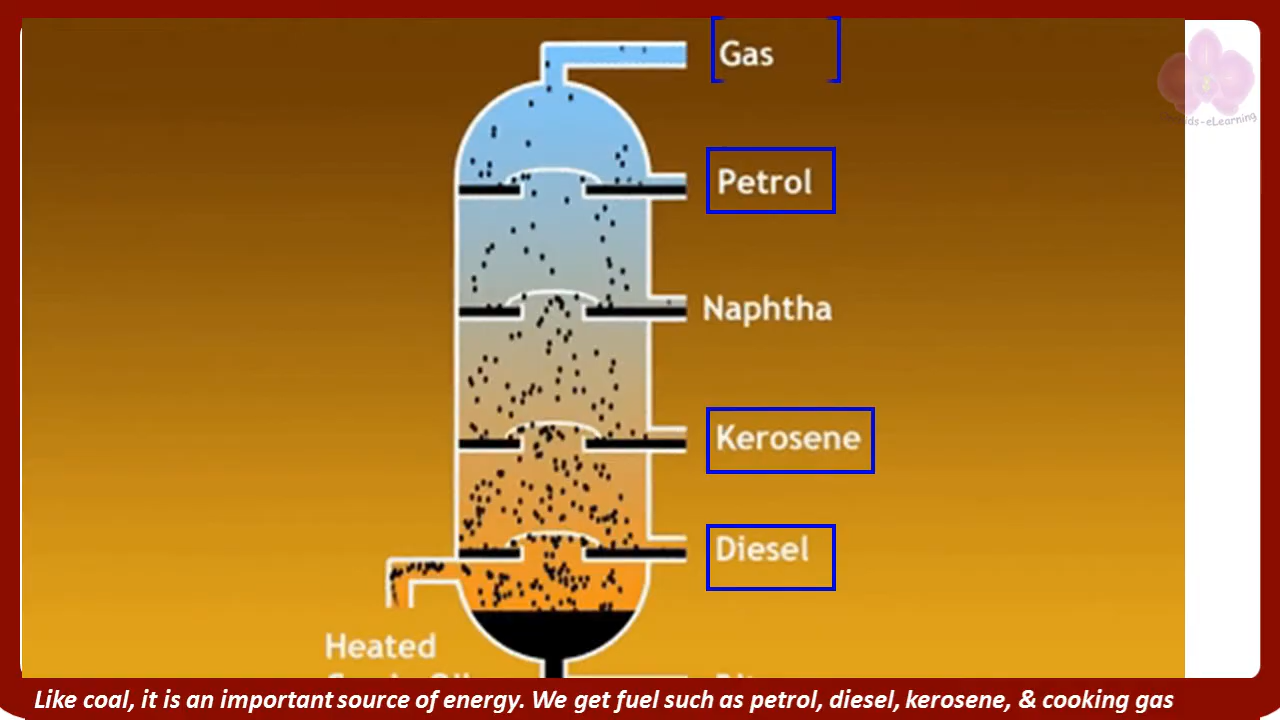 Gas
Petrol
Naphtha
Kerosene
Diesel
Heated
Like coal, it is an important source of energy. We get fuel such as petrol, diesel, kerosene, & cooking gas